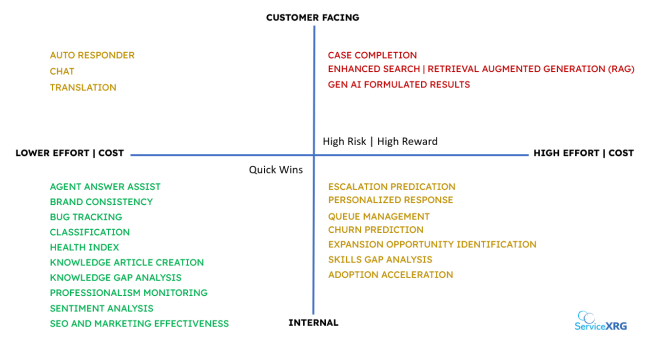 CUSTOMER FACING
AUTO RESPONDER
CHAT
TRANSLATION
CASE COMPLETION
ENHANCED SEARCH | RETRIEVAL AUGMENTED GENERATION (RAG)
GEN AI FORMULATED RESULTS
High Risk | High Reward
LOWER EFFORT | COST
HIGH EFFORT | COST
Quick Wins
AGENT ANSWER ASSIST
BRAND CONSISTENCY
BUG TRACKING
CLASSIFICATION
HEALTH INDEX
KNOWLEDGE ARTICLE CREATION
KNOWLEDGE GAP ANALYSIS
PROFESSIONALISM MONITORING
SENTIMENT ANALYSIS
SEO AND MARKETING EFFECTIVENESS
ESCALATION PREDICATION
PERSONALIZED RESPONSE
QUEUE MANAGEMENT
CHURN PREDICTION
EXPANSION OPPORTUNITY IDENTIFICATION
SKILLS GAP ANALYSIS
ADOPTION ACCELERATION
INTERNAL
ServiceXRG